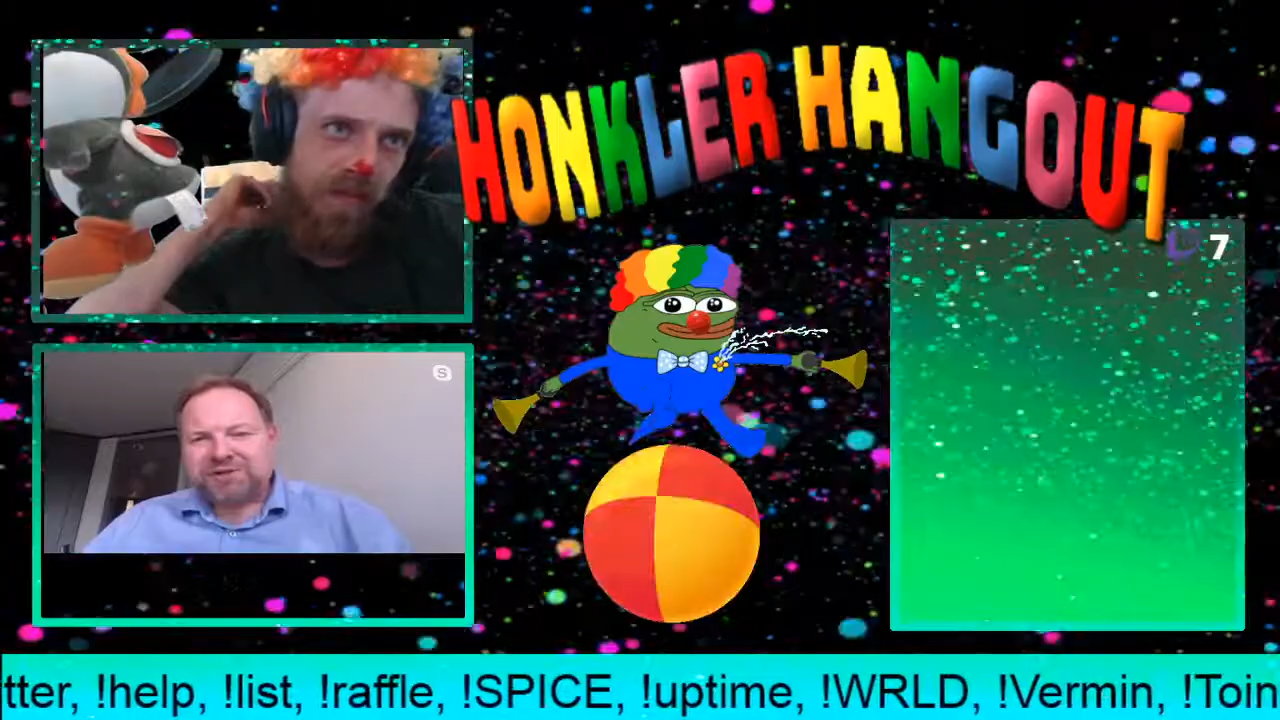 HONKLER HANGOUT
7
S
tter, !help, !list, !raffle, !SPICE, !uptime, !WRLD, !Vermin, !Toin